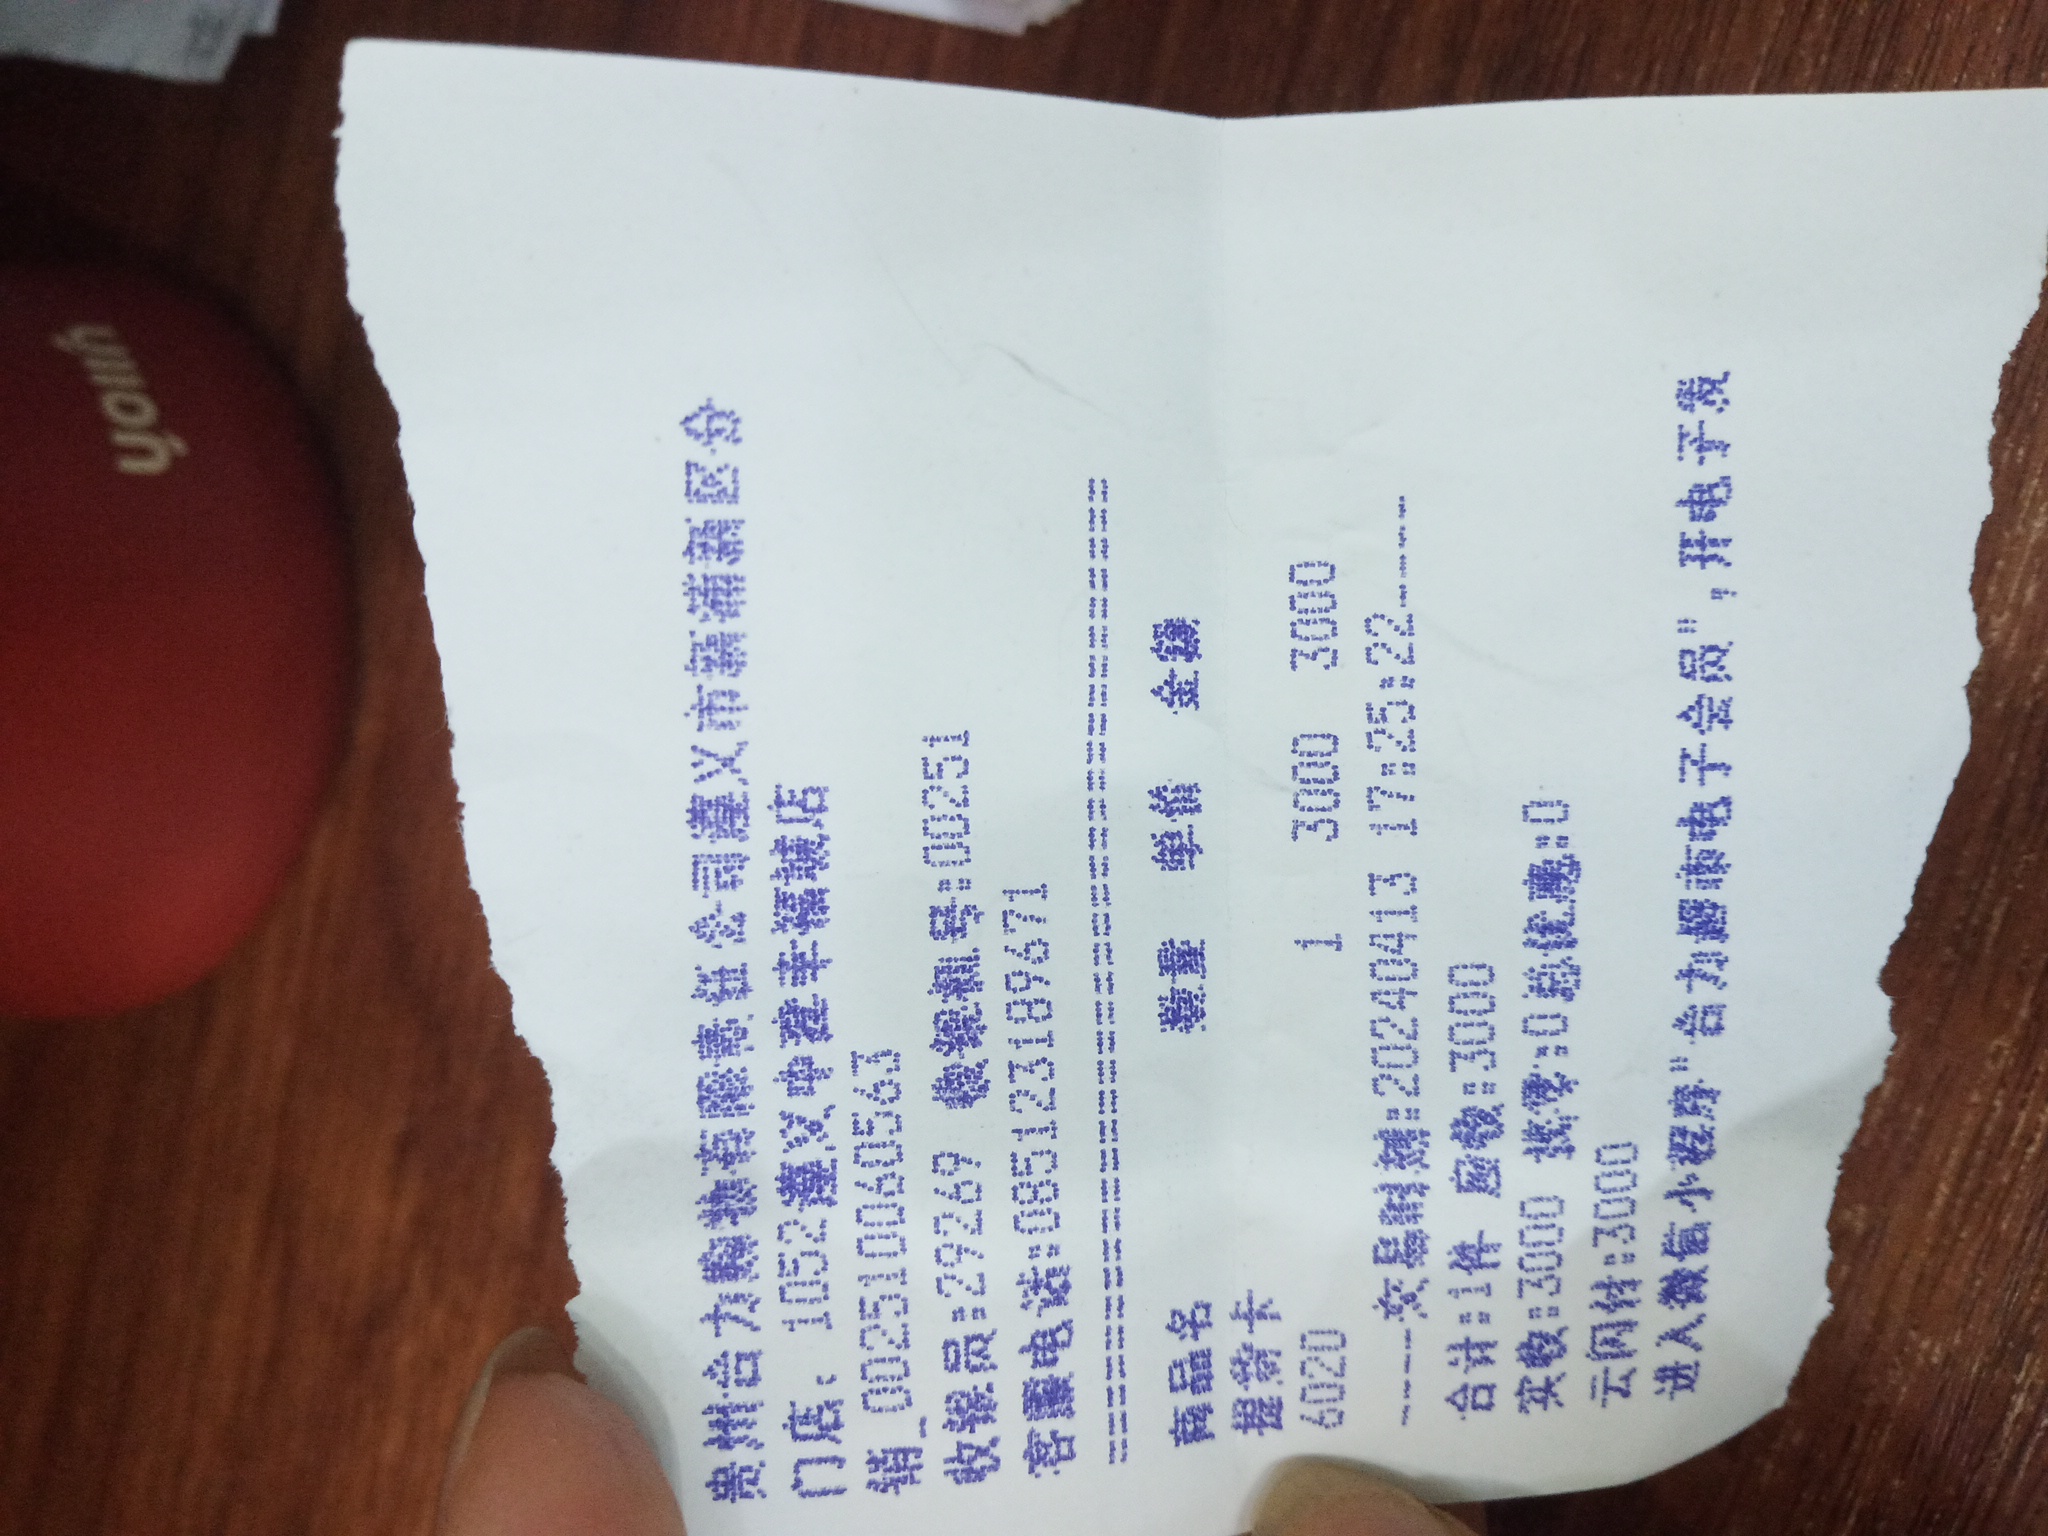 贵州合力购物有限责任公司遵义市新蒲新区分
门店: 1052遵义中建幸福城店
销_002510060563
收银员:29269 收银机号:00251
客服电话:085123189671
================================
商品名 数量 单价 金额
提货卡
6020 1 3000 3000
----交易时刻:20240413 17:25:22----
合计:1件 应收:3000
实收:3000 找零:0总优惠:0
云闪付:3000
进入微信小程序"合力超市电子会员",开电子发
yoih